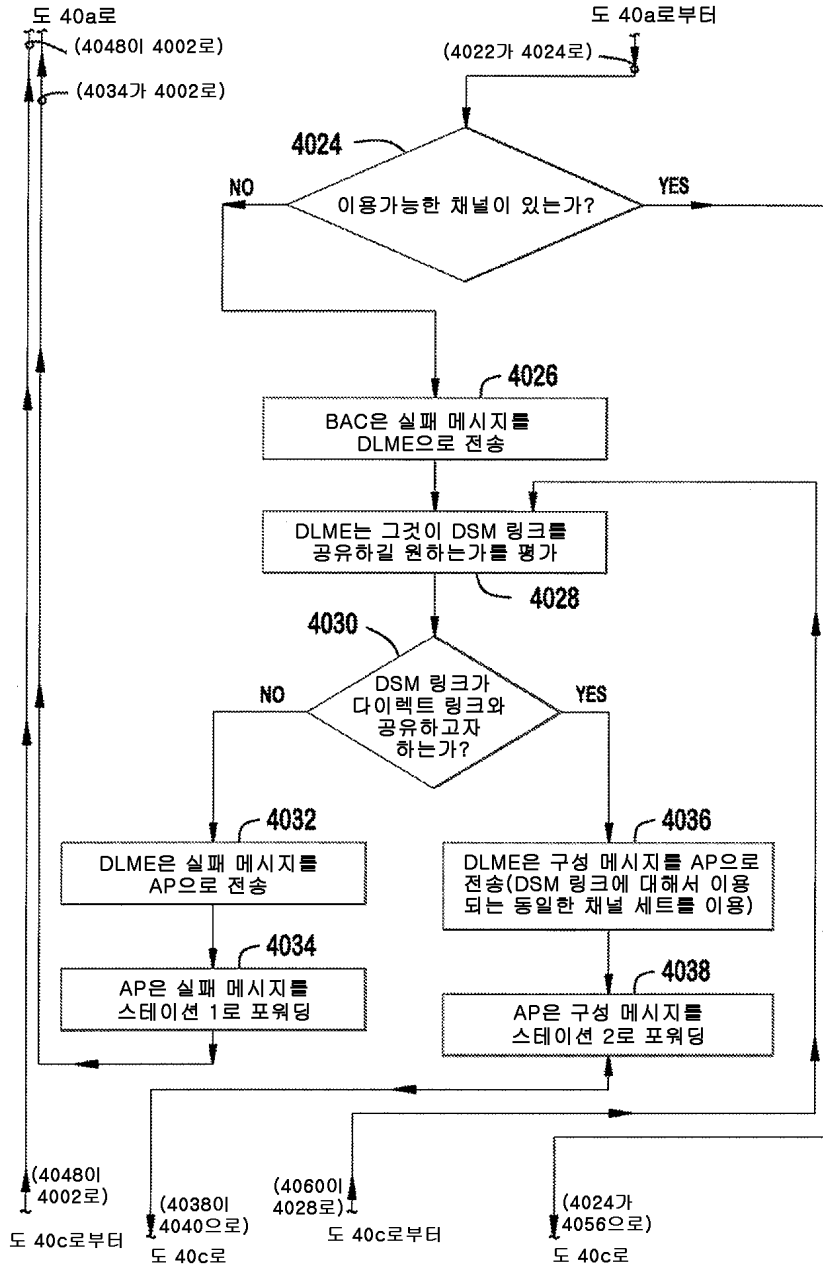 도 40a로
(4048이 4002로)
(4034가 4002로)
도 40a로부터
(4022가 4024로)
4024
NO
이용가능한 채널이 있는가?
YES
4026
BAC은 실패 메시지를
DLME으로 전송
DLME는 그것이 DSM 링크를
공유하길 원하는가를 평가
4028
4030
NO
DSM 링크가
다이렉트 링크와
공유하고자
하는가?
YES
4032
DLME은 실패 메시지를
AP으로 전송
4036
DLME은 구성 메시지를 AP으로
전송(DSM 링크에 대해서 이용
되는 동일한 채널 세트를 이용)
4034
AP은 실패 메시지를
스테이션 1로 포워딩
4038
AP은 구성 메시지를
스테이션 2로 포워딩
(4048이
4002로)
도 40c로부터
(4038이
4040으로)
도 40c로
(4060이
4028로)
도 40c로부터
(4024가
4056으로)
도 40c로